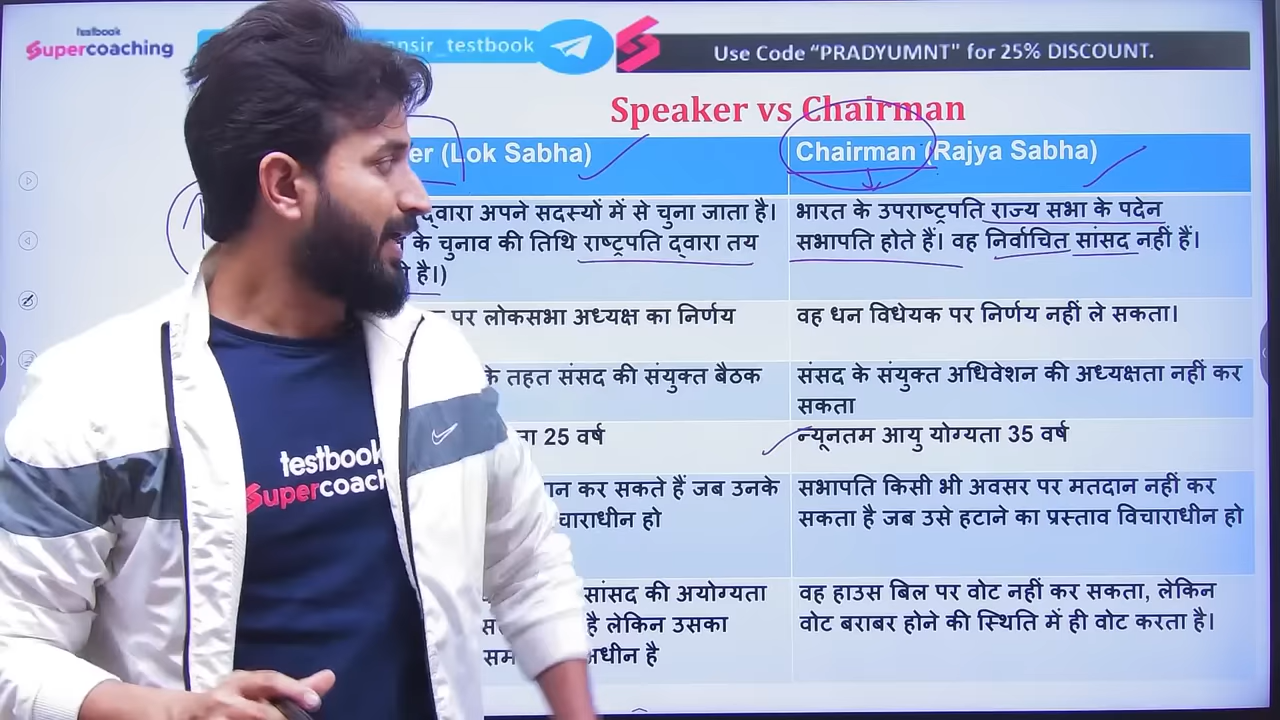 testbook
Supercoaching
ansir_testbook
Use Code “PRADYUMNT" for 25% DISCOUNT.
Speaker vs Chairman
er (Lok Sabha)
Chairman (Rajya Sabha)
द्वारा अपने सदस्यों में से चुना जाता है।
के चुनाव की तिथि राष्ट्रपति द्वारा तय
है।)
भारत के उपराष्ट्रपति राज्य सभा के पदेन
सभापति होते हैं। वह निर्वाचित सांसद नहीं हैं।
पर लोकसभा अध्यक्ष का निर्णय
वह धन विधेयक पर निर्णय नहीं ले सकता।
के तहत संसद की संयुक्त बैठक
संसद के संयुक्त अधिवेशन की अध्यक्षता नहीं कर
सकता
ता 25 वर्ष
न्यूनतम आयु योग्यता 35 वर्ष
ान कर सकते हैं जब उनके
चाराधीन हो
सभापति किसी भी अवसर पर मतदान नहीं कर
सकता है जब उसे हटाने का प्रस्ताव विचाराधीन हो
सांसद की अयोग्यता
है लेकिन उसका
सम
धीन है
वह हाउस बिल पर वोट नहीं कर सकता, लेकिन
वोट बराबर होने की स्थिति में ही वोट करता है।
testbook
Supercoach